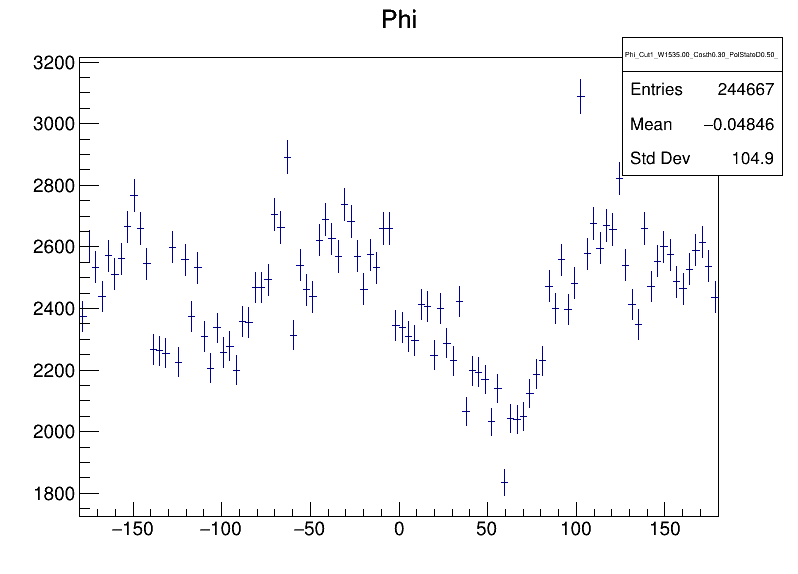 Phi
Phi_Cut1_W1535.00_Costh0.30_PolStateD0.50_
Entries 244667
Mean −0.04846
Std Dev 104.9
3200
3000
2800
2600
2400
2200
2000
1800
−150 −100 −50 0 50 100 150